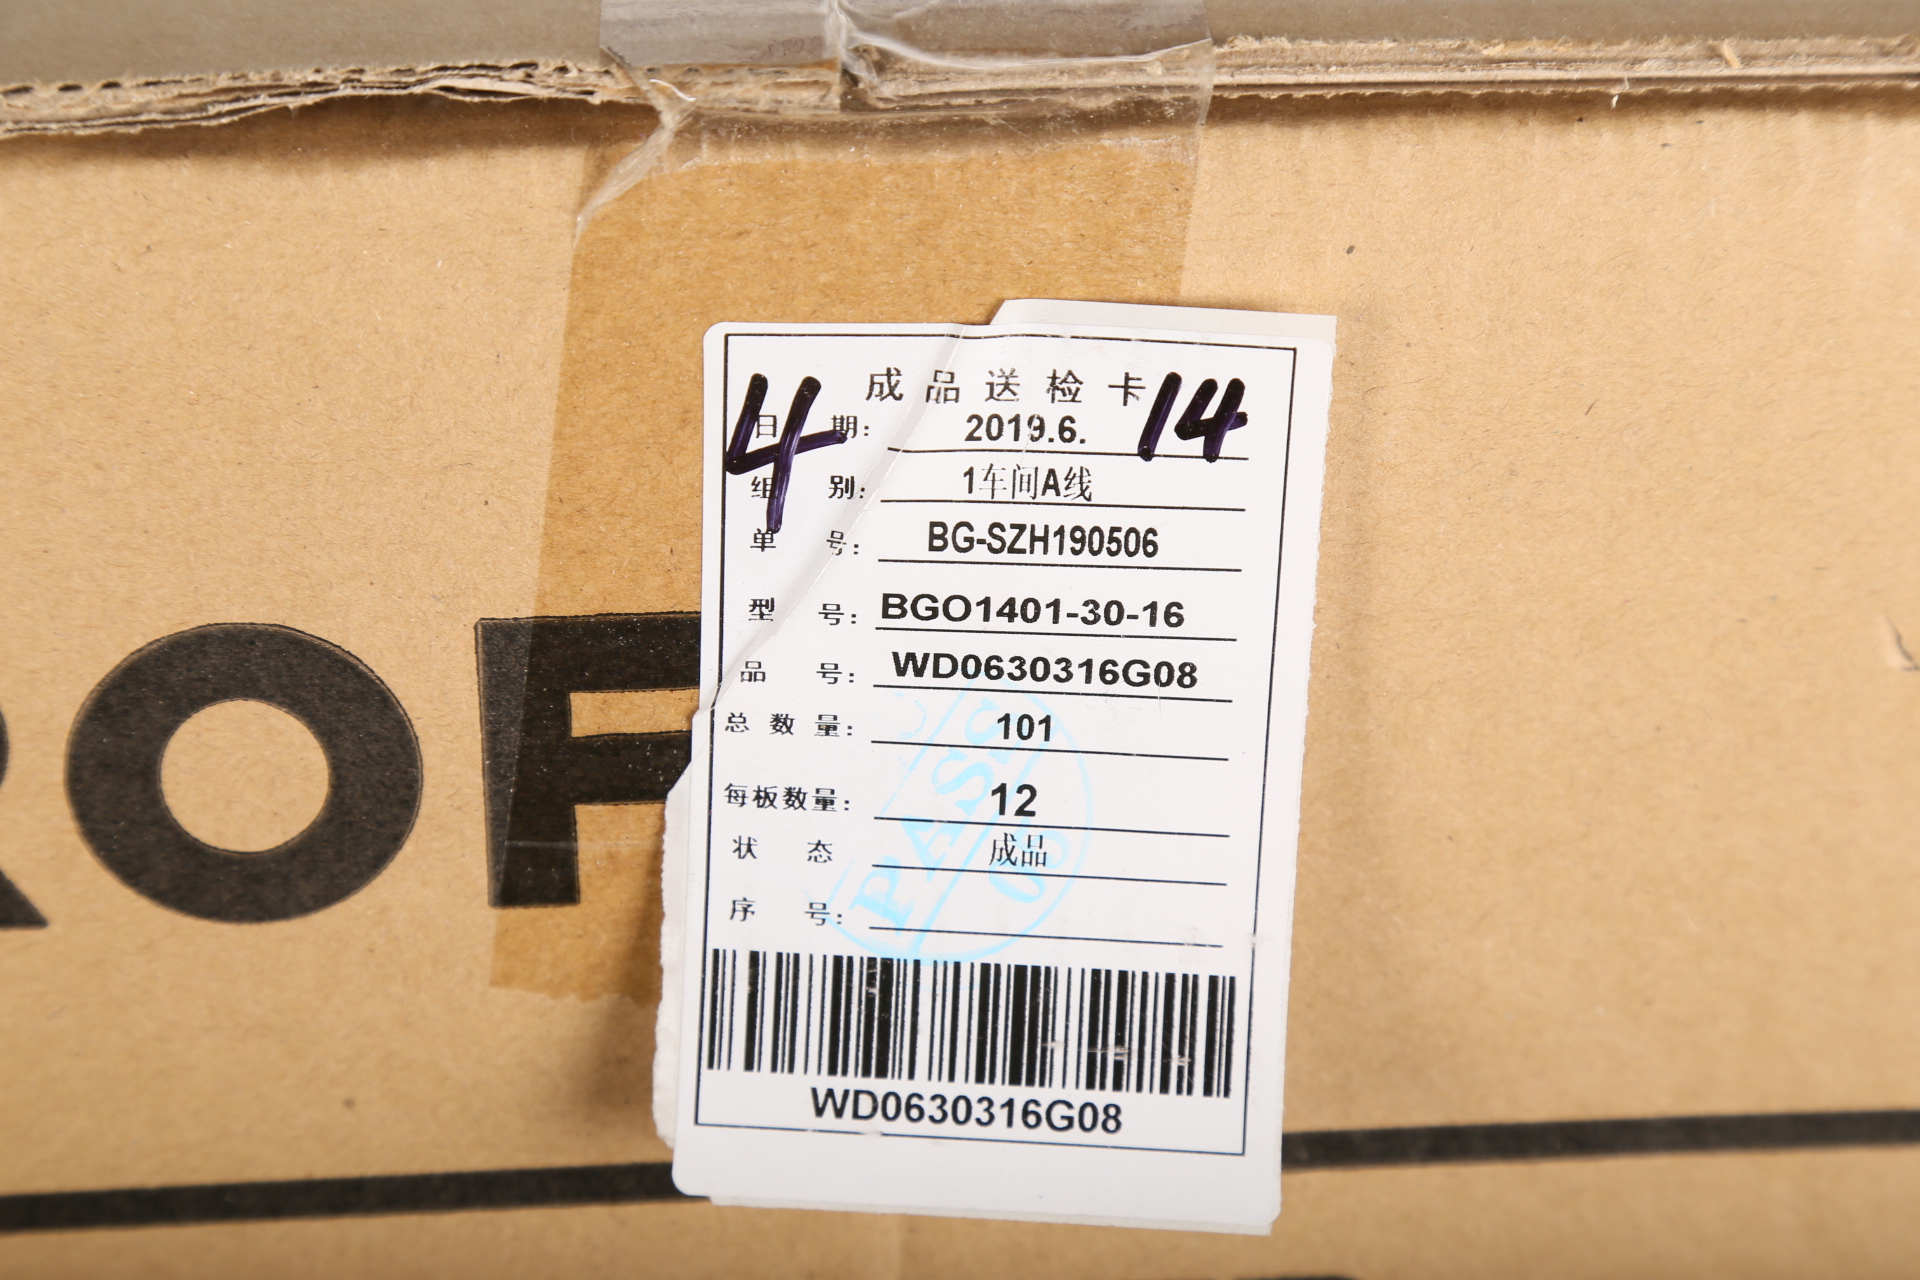 成品送检卡
4
日期: 2019.6. 14
组别: 1车间A线
单号: BG-SZH190506
型号: BGO1401-30-16
品号: WD0630316G08
总数量: 101
每板数量: 12
状态 成品
序号:
PASS
08
WD0630316G08
ROF